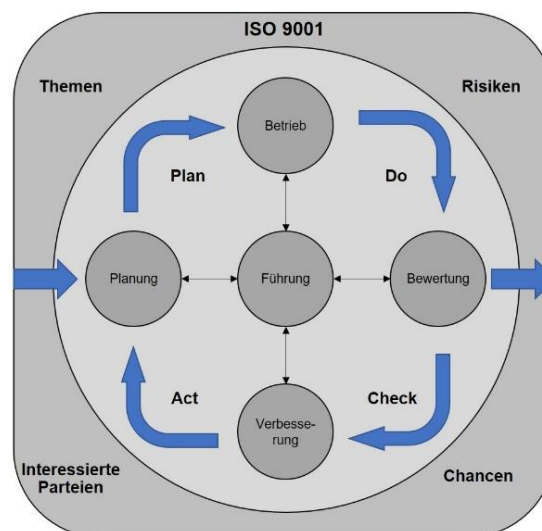 ISO 9001
Themen
Risiken
Betrieb
Plan
Do
Planung
Führung
Bewertung
Act
Check
Verbesse-
rung
Interessierte
Parteien
Chancen